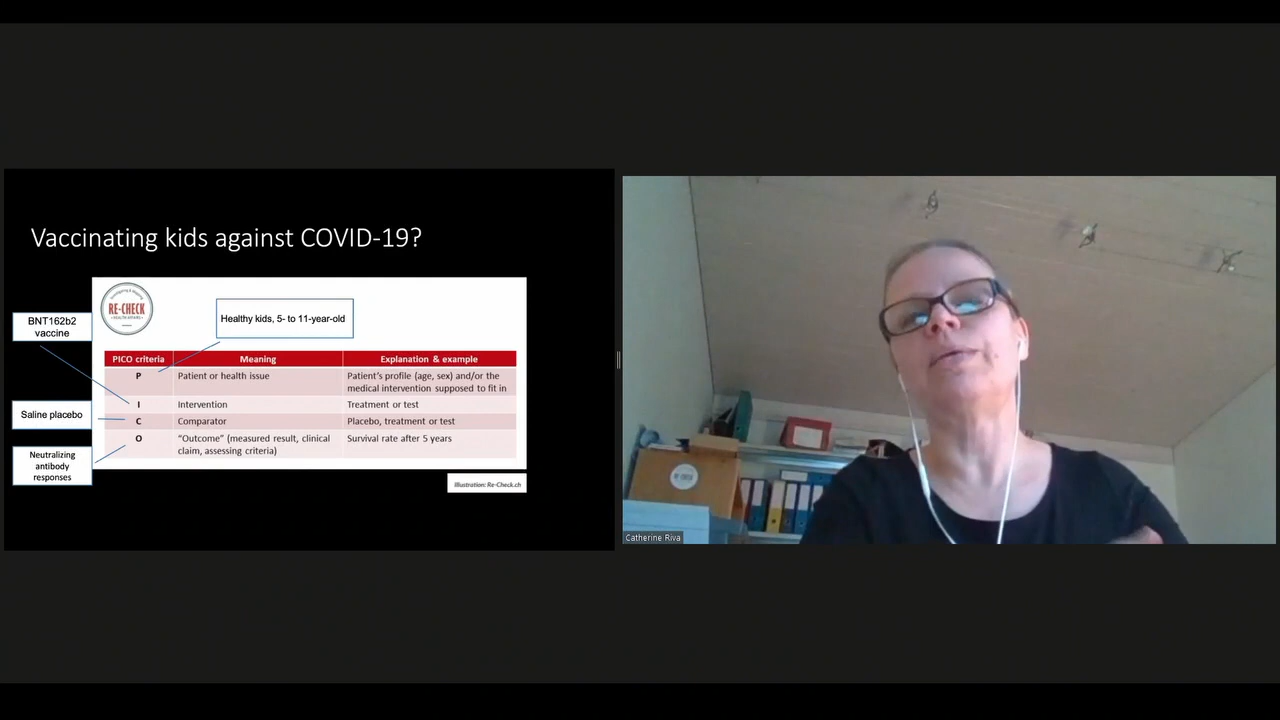 Vaccinating kids against COVID-19?
RE-CHECK
HEALTH AFFAIRS
BNT162b2
vaccine
Healthy kids, 5- to 11-year-old
PICO criteria Meaning Explanation & example
P Patient or health issue Patient's profile (age, sex) and/or the
medical intervention supposed to fit in
I Intervention Treatment or test
Saline placebo
C Comparator Placebo, treatment or test
O "Outcome" (measured result, clinical Survival rate after 5 years
claim, assessing criteria)
Neutralizing
antibody
responses
Illustration: Re-Check.ch
Catherine Riva